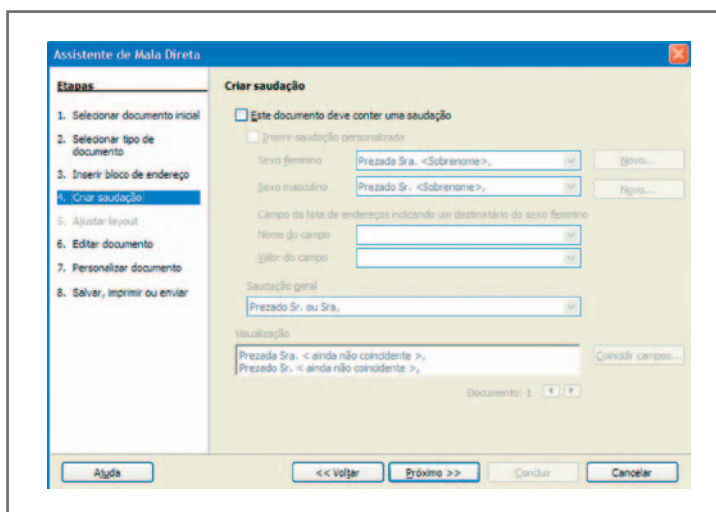 Assistente de Mala Direta
Etapas
1. Selecionar documento inicial
2. Selecionar tipo de
documento
3. Inserir bloco de endereço
4. Criar saudação
5. Ajustar layout
6. Editar documento
7. Personalizar documento
8. Salvar, imprimir ou enviar
Criar saudação
Este documento deve conter uma saudação
Inserir saudação personalizada
Sexo feminino Prezada Sra. <Sobrenome>, Novo...
Sexo masculino Prezado Sr. <Sobrenome>, Novo...
Campo da lista de endereços indicando um destinatário do sexo feminino
Nome do campo
Valor do campo
Saudação geral
Prezado Sr. ou Sra,
Visualização
Prezada Sra. < ainda não coincidente >,
Prezado Sr. < ainda não coincidente >,
Coincidir campos...
Documento: 1
Ajuda << Voltar Próximo >> Concluir Cancelar